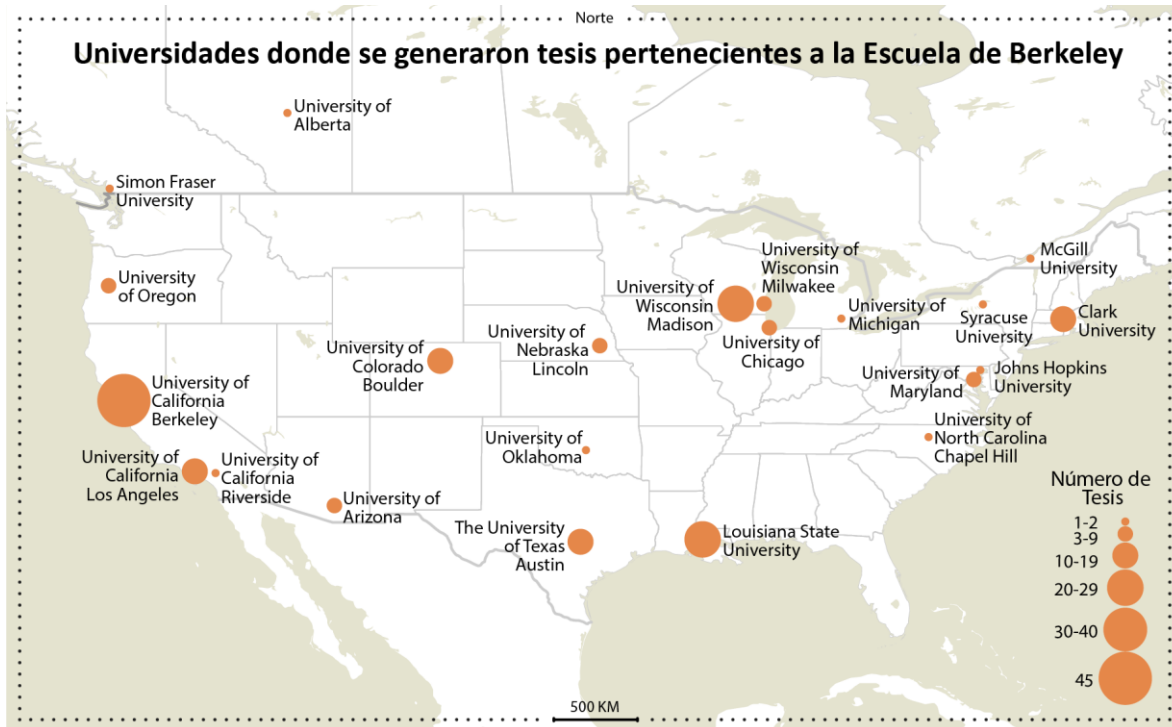 Norte
Universidades donde se generaron tesis pertenecientes a la Escuela de Berkeley
University of
Alberta
Simon Fraser
University
University
of Oregon
University of
Wisconsin
Milwakee
University of
Wisconsin
Madison
University of
Chicago
University of
Michigan
McGill
University
Syracuse
University
Clark
University
University of
Colorado
Boulder
University of
Nebraska
Lincoln
University of
Maryland
Johns Hopkins
University
University of
California
Berkeley
University of
North Carolina
Chapel Hill
University of
Oklahoma
University of
California
Los Angeles
University of
California
Riverside
University of
Arizona
The University
of Texas
Austin
Louisiana State
University
Número de
Tesis
1-2
3-9
10-19
20-29
30-40
45
500 KM